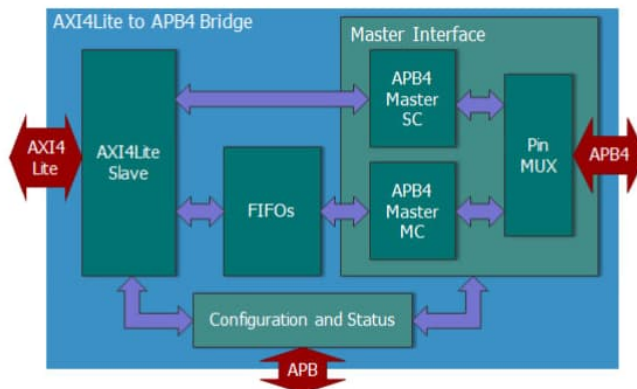 AXI4Lite to APB4 Bridge
Master Interface
AXI4
Lite
AXI4Lite
Slave
FIFOs
APB4
Master
SC
APB4
Master
MC
Pin
MUX
APB4
Configuration and Status
APB